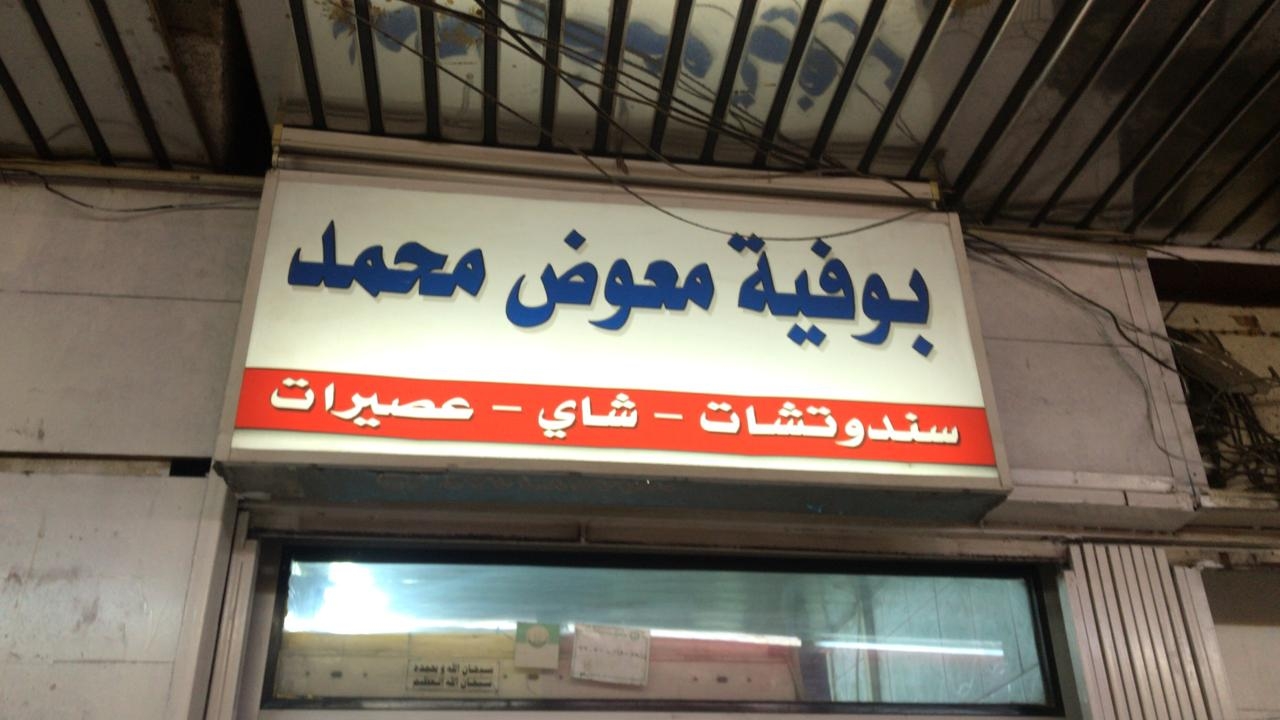 بوفية معوض محمد
سندوتشات - شاي - عصيرات
سبحان الله وبحمده
سبحان الله العظيم